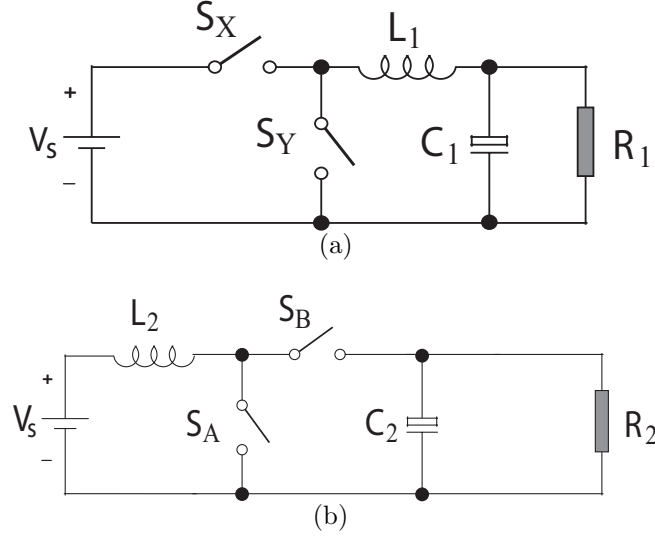 S_X
L_1
+
V_s
S_Y
C_1
R_1
−
(a)
S_B
L_2
+
V_s
S_A
C_2
R_2
−
(b)